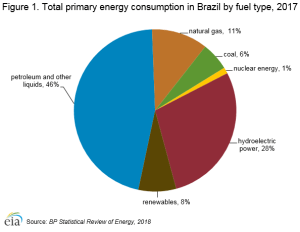 Figure 1. Total primary energy consumption in Brazil by fuel type, 2017
natural gas, 11%
coal, 6%
nuclear energy, 1%
petroleum and other
liquids, 46%
hydroelectric
power, 28%
renewables, 8%
eia
Source: BP Statistical Review of Energy, 2018